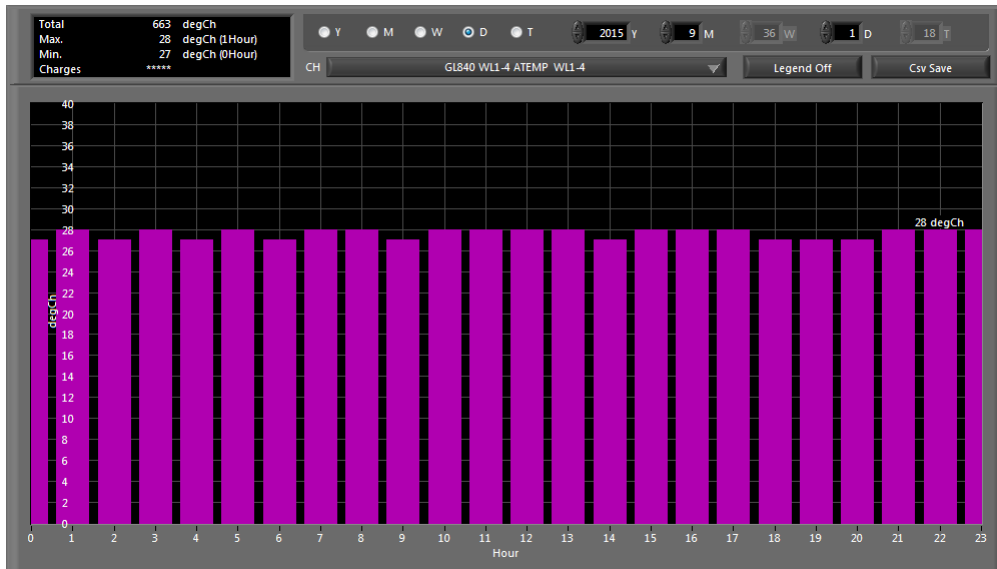 Total 663 degCh
Max. 28 degCh (1Hour)
Min. 27 degCh (0Hour)
Charges *****
Y M W D T 2015 Y 9 M 36 W 1 D 18 T
CH GL840 WL1-4 ATEMP WL1-4 Legend Off Csv Save
40
38
36
34
32
30
28 degCh
28
26
24
22
degCh
20
18
16
14
12
10
8
6
4
2
0
0 1 2 3 4 5 6 7 8 9 10 11 12 13 14 15 16 17 18 19 20 21 22 23
Hour